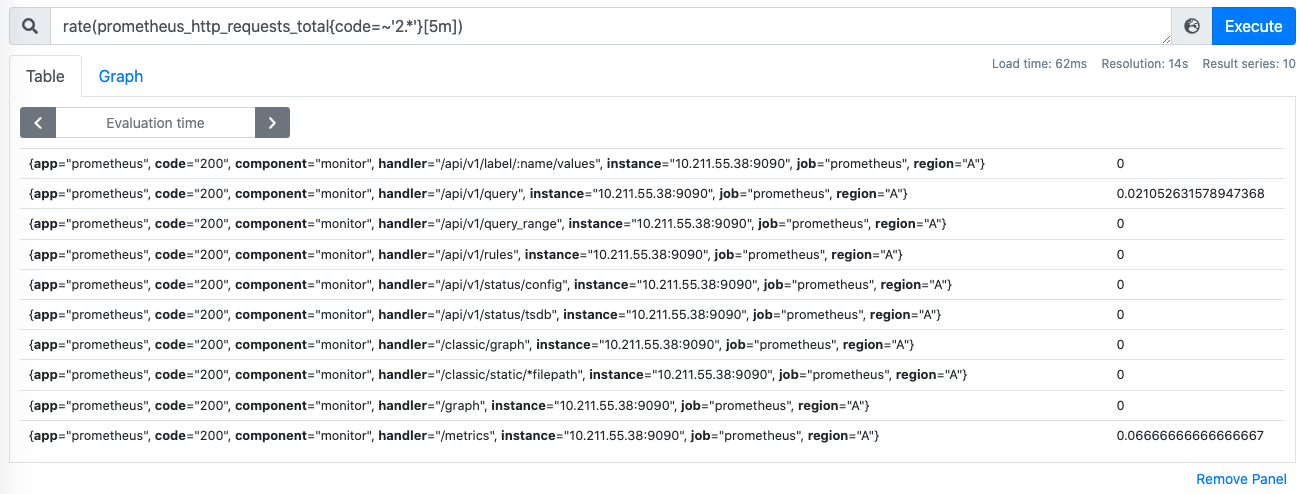 rate(prometheus_http_requests_total{code=~'2.*'}[5m])
Execute
Load time: 62ms Resolution: 14s Result series: 10
Table Graph
Evaluation time
{app="prometheus", code="200", component="monitor", handler="/api/v1/label/:name/values", instance="10.211.55.38:9090", job="prometheus", region="A"} 0
{app="prometheus", code="200", component="monitor", handler="/api/v1/query", instance="10.211.55.38:9090", job="prometheus", region="A"} 0.021052631578947368
{app="prometheus", code="200", component="monitor", handler="/api/v1/query_range", instance="10.211.55.38:9090", job="prometheus", region="A"} 0
{app="prometheus", code="200", component="monitor", handler="/api/v1/rules", instance="10.211.55.38:9090", job="prometheus", region="A"} 0
{app="prometheus", code="200", component="monitor", handler="/api/v1/status/config", instance="10.211.55.38:9090", job="prometheus", region="A"} 0
{app="prometheus", code="200", component="monitor", handler="/api/v1/status/tsdb", instance="10.211.55.38:9090", job="prometheus", region="A"} 0
{app="prometheus", code="200", component="monitor", handler="/classic/graph", instance="10.211.55.38:9090", job="prometheus", region="A"} 0
{app="prometheus", code="200", component="monitor", handler="/classic/static/*filepath", instance="10.211.55.38:9090", job="prometheus", region="A"} 0
{app="prometheus", code="200", component="monitor", handler="/graph", instance="10.211.55.38:9090", job="prometheus", region="A"} 0
{app="prometheus", code="200", component="monitor", handler="/metrics", instance="10.211.55.38:9090", job="prometheus", region="A"} 0.06666666666666667
Remove Panel